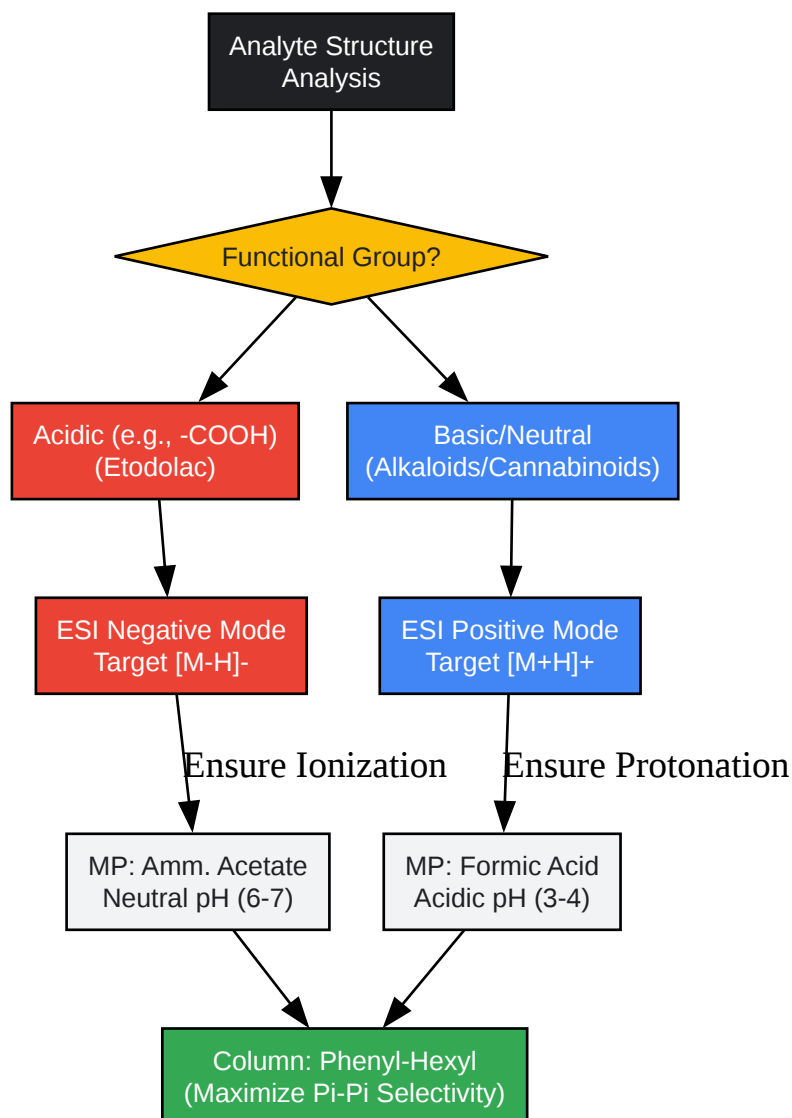 Analyte Structure
Analysis
Functional Group?
Acidic (e.g., -COOH)
(Etodolac)
Basic/Neutral
(Alkaloids/Cannabinoids)
ESI Negative Mode
Target [M-H]-
ESI Positive Mode
Target [M+H]+
Ensure Ionization
Ensure Protonation
MP: Amm. Acetate
Neutral pH (6-7)
MP: Formic Acid
Acidic pH (3-4)
Column: Phenyl-Hexyl
(Maximize Pi-Pi Selectivity)